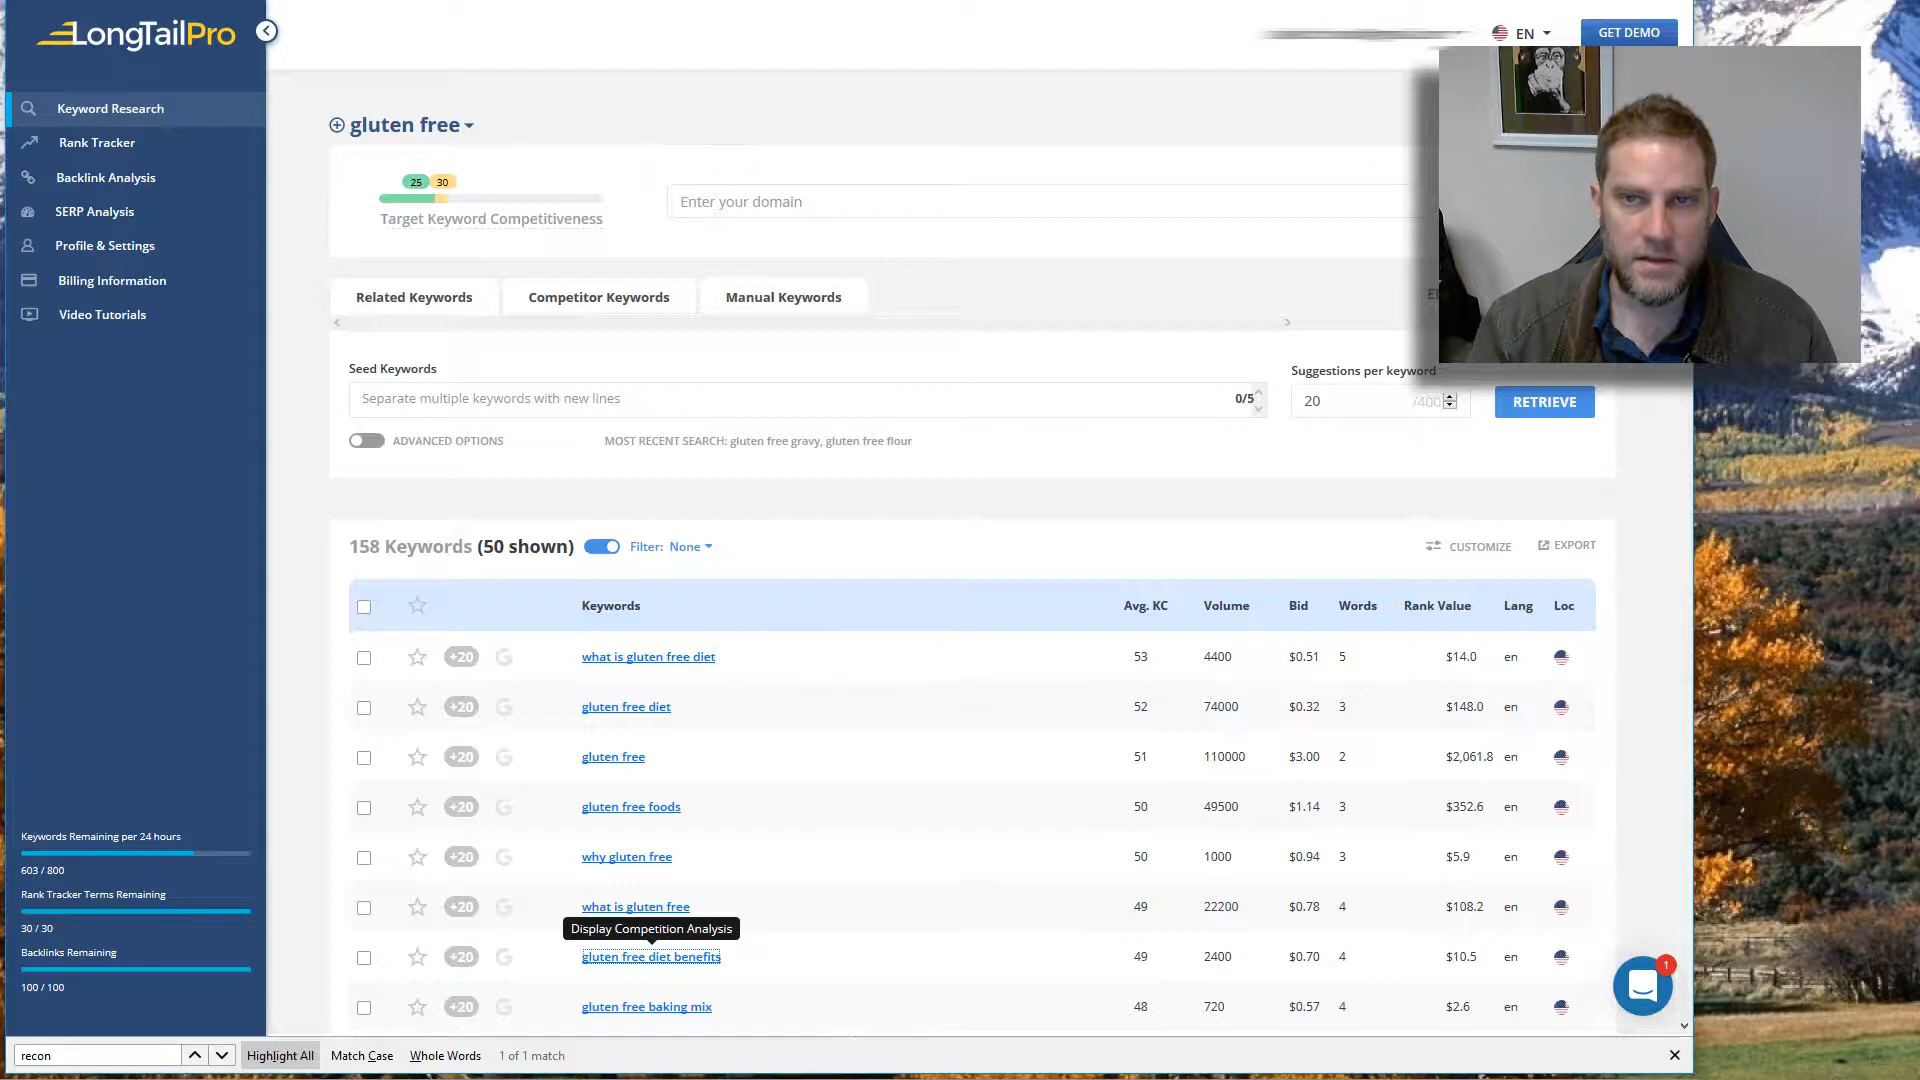 LongTailPro
EN
GET DEMO
Keyword Research
Rank Tracker
Backlink Analysis
SERP Analysis
Profile & Settings
Billing Information
Video Tutorials
gluten free
25 30
Target Keyword Competitiveness
Enter your domain
Related Keywords
Competitor Keywords
Manual Keywords
Seed Keywords
Suggestions per keyword
Separate multiple keywords with new lines
0/5
20
/400
RETRIEVE
ADVANCED OPTIONS
MOST RECENT SEARCH: gluten free gravy, gluten free flour
158 Keywords (50 shown)
Filter: None
CUSTOMIZE
EXPORT
Keywords Avg. KC Volume Bid Words Rank Value Lang Loc
+20 G what is gluten free diet 53 4400 $0.51 5 $14.0 en
+20 G gluten free diet 52 74000 $0.32 3 $148.0 en
+20 G gluten free 51 110000 $3.00 2 $2,061.8 en
+20 G gluten free foods 50 49500 $1.14 3 $352.6 en
+20 G why gluten free 50 1000 $0.94 3 $5.9 en
+20 G what is gluten free 49 22200 $0.78 4 $108.2 en
Display Competition Analysis
+20 G gluten free diet benefits 49 2400 $0.70 4 $10.5 en
+20 G gluten free baking mix 48 720 $0.57 4 $2.6 en
Keywords Remaining per 24 hours
603 / 800
Rank Tracker Terms Remaining
30 / 30
Backlinks Remaining
100 / 100
1
recon
Highlight All
Match Case
Whole Words
1 of 1 match